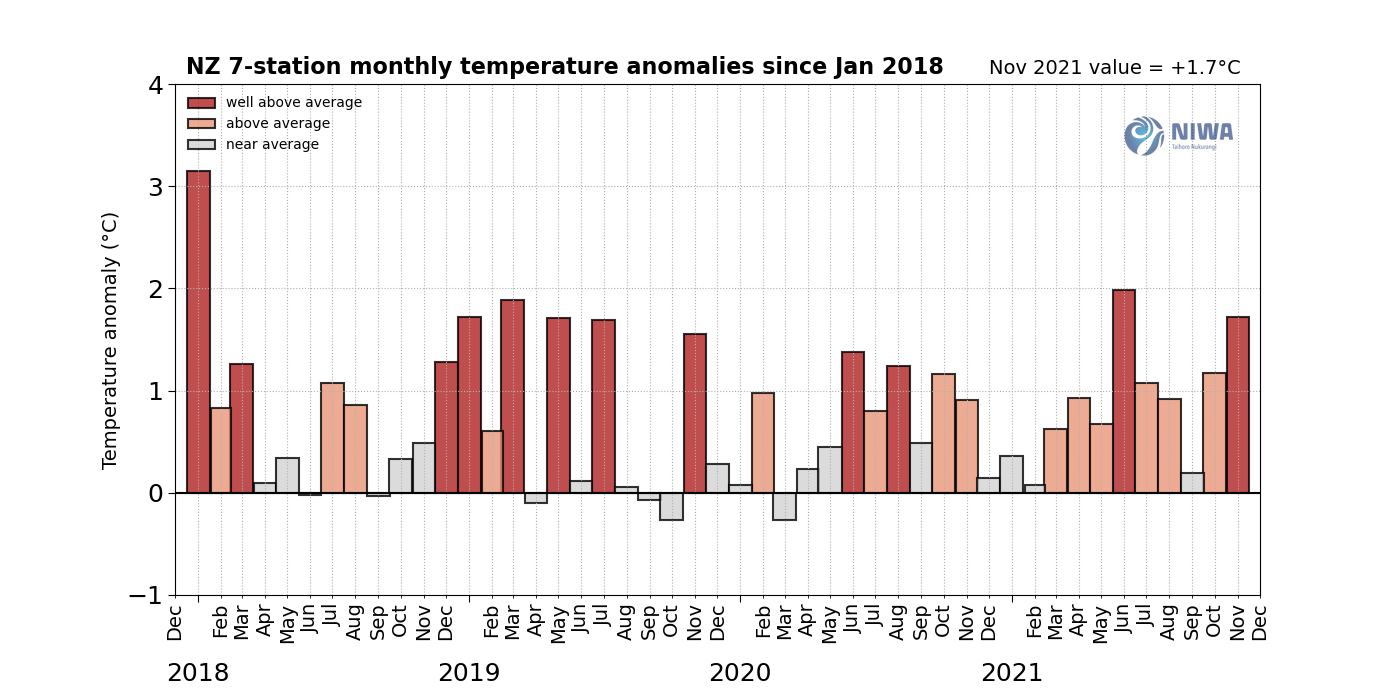 NZ 7-station monthly temperature anomalies since Jan 2018
Nov 2021 value = +1.7°C
well above average
above average
near average
NIWA
Taihoro Nukurangi
Temperature anomaly (°C)
4
3
2
1
0
−1
Dec Feb Mar Apr May Jun Jul Aug Sep Oct Nov Dec Feb Mar Apr May Jun Jul Aug Sep Oct Nov Dec Feb Mar Apr May Jun Jul Aug Sep Oct Nov Dec Feb Mar Apr May Jun Jul Aug Sep Oct Nov Dec
2018 2019 2020 2021